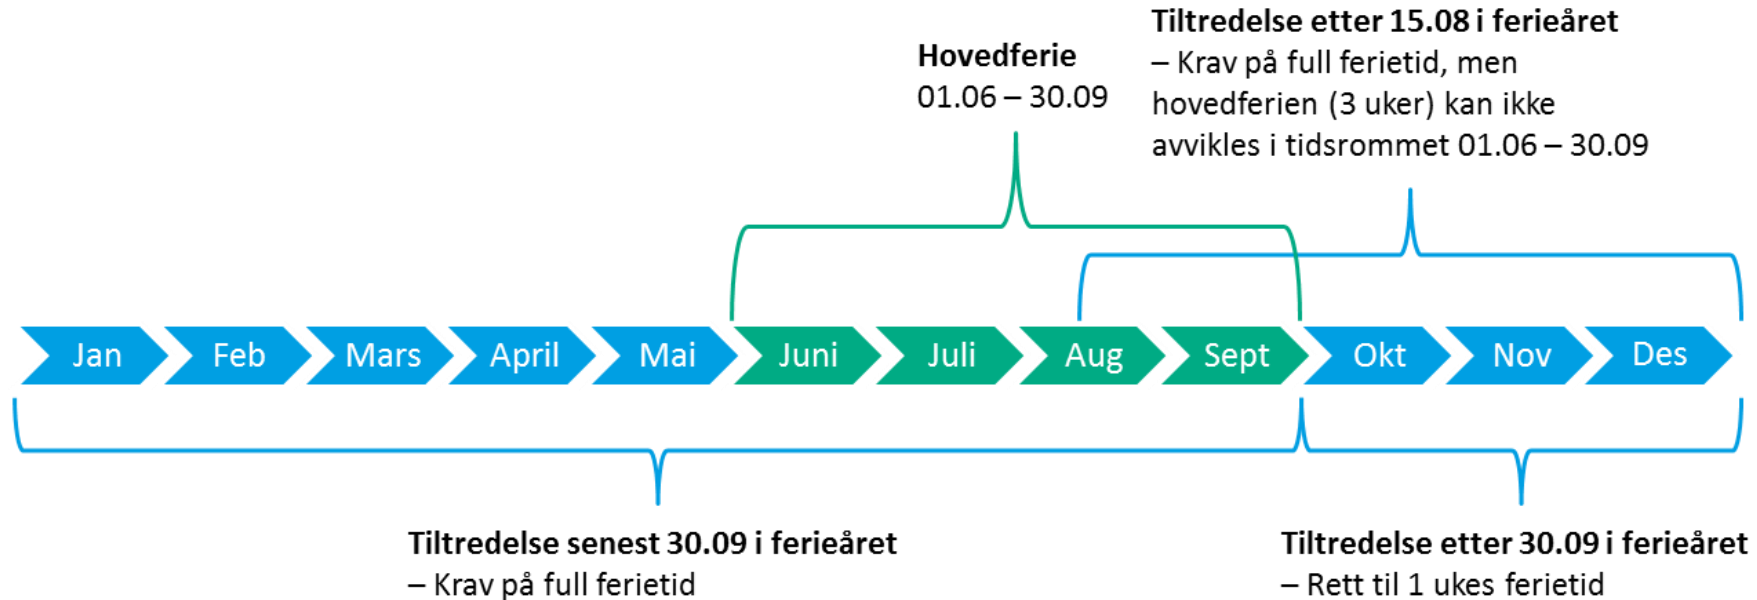 Tiltredelse etter 15.08 i ferieåret
– Krav på full ferietid, men
hovedferien (3 uker) kan ikke
avvikles i tidsrommet 01.06 – 30.09
Hovedferie
01.06 – 30.09
Jan
Feb
Mars
April
Mai
Juni
Juli
Aug
Sept
Okt
Nov
Des
Tiltredelse senest 30.09 i ferieåret
– Krav på full ferietid
Tiltredelse etter 30.09 i ferieåret
– Rett til 1 ukes ferietid